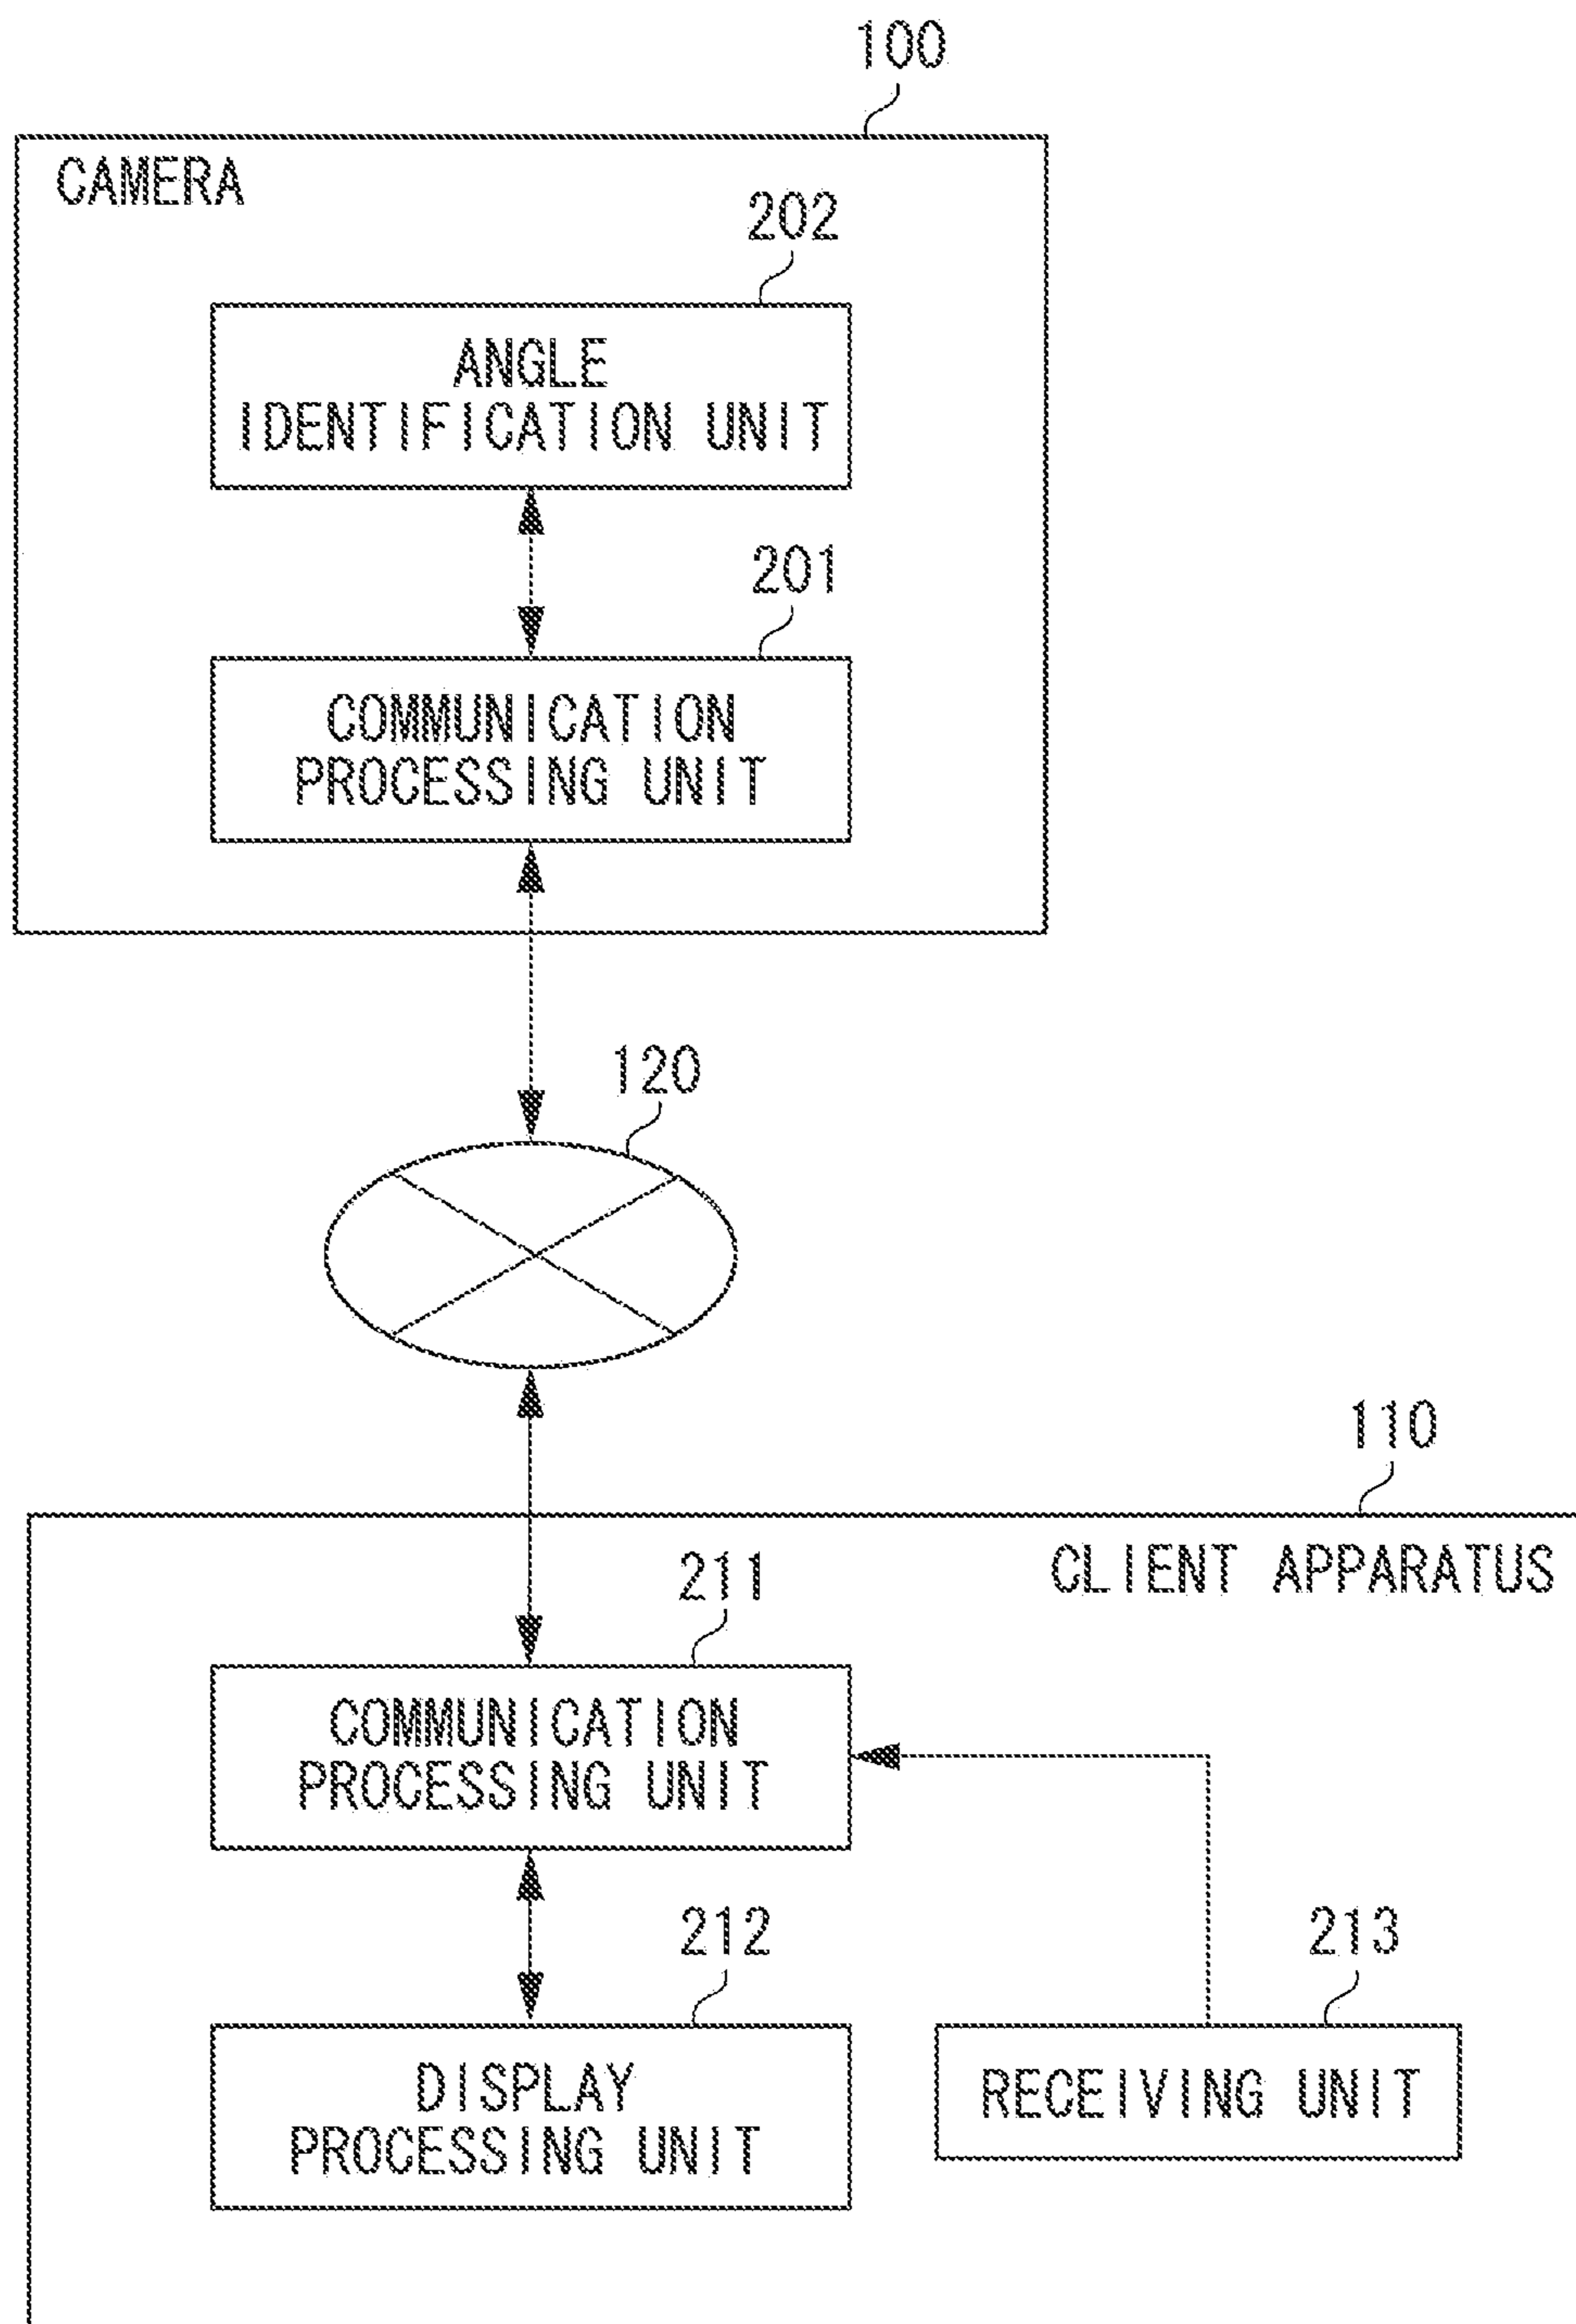 100
CAMERA
202
ANGLE
IDENTIFICATION UNIT
201
COMMUNICATION
PROCESSING UNIT
120
110
CLIENT APPARATUS
211
COMMUNICATION
PROCESSING UNIT
212
213
DISPLAY
PROCESSING UNIT
RECEIVING UNIT